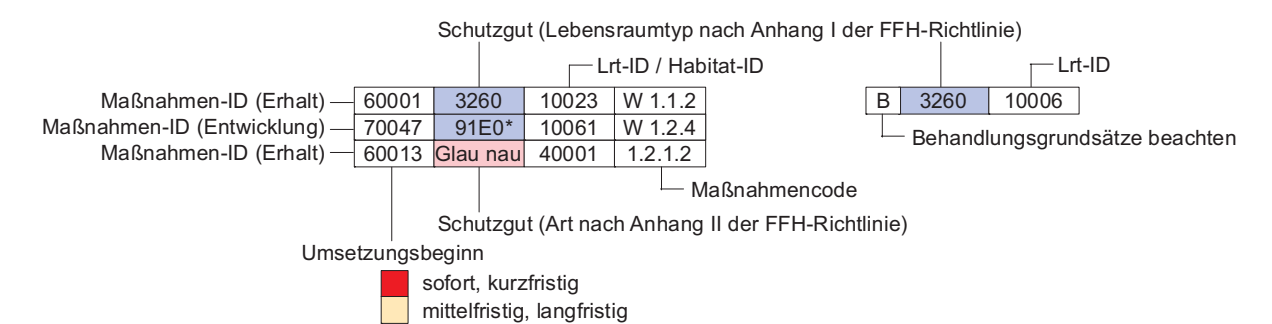 Schutzgut (Lebensraumtyp nach Anhang I der FFH-Richtlinie)
Lrt-ID / Habitat-ID
Lrt-ID
Maßnahmen-ID (Erhalt) 60001 3260 10023 W 1.1.2
B 3260 10006
Maßnahmen-ID (Entwicklung) 70047 91E0* 10061 W 1.2.4
Behandlungsgrundsätze beachten
Maßnahmen-ID (Erhalt) 60013 Glau nau 40001 1.2.1.2
Maßnahmencode
Schutzgut (Art nach Anhang II der FFH-Richtlinie)
Umsetzungsbeginn
sofort, kurzfristig
mittelfristig, langfristig